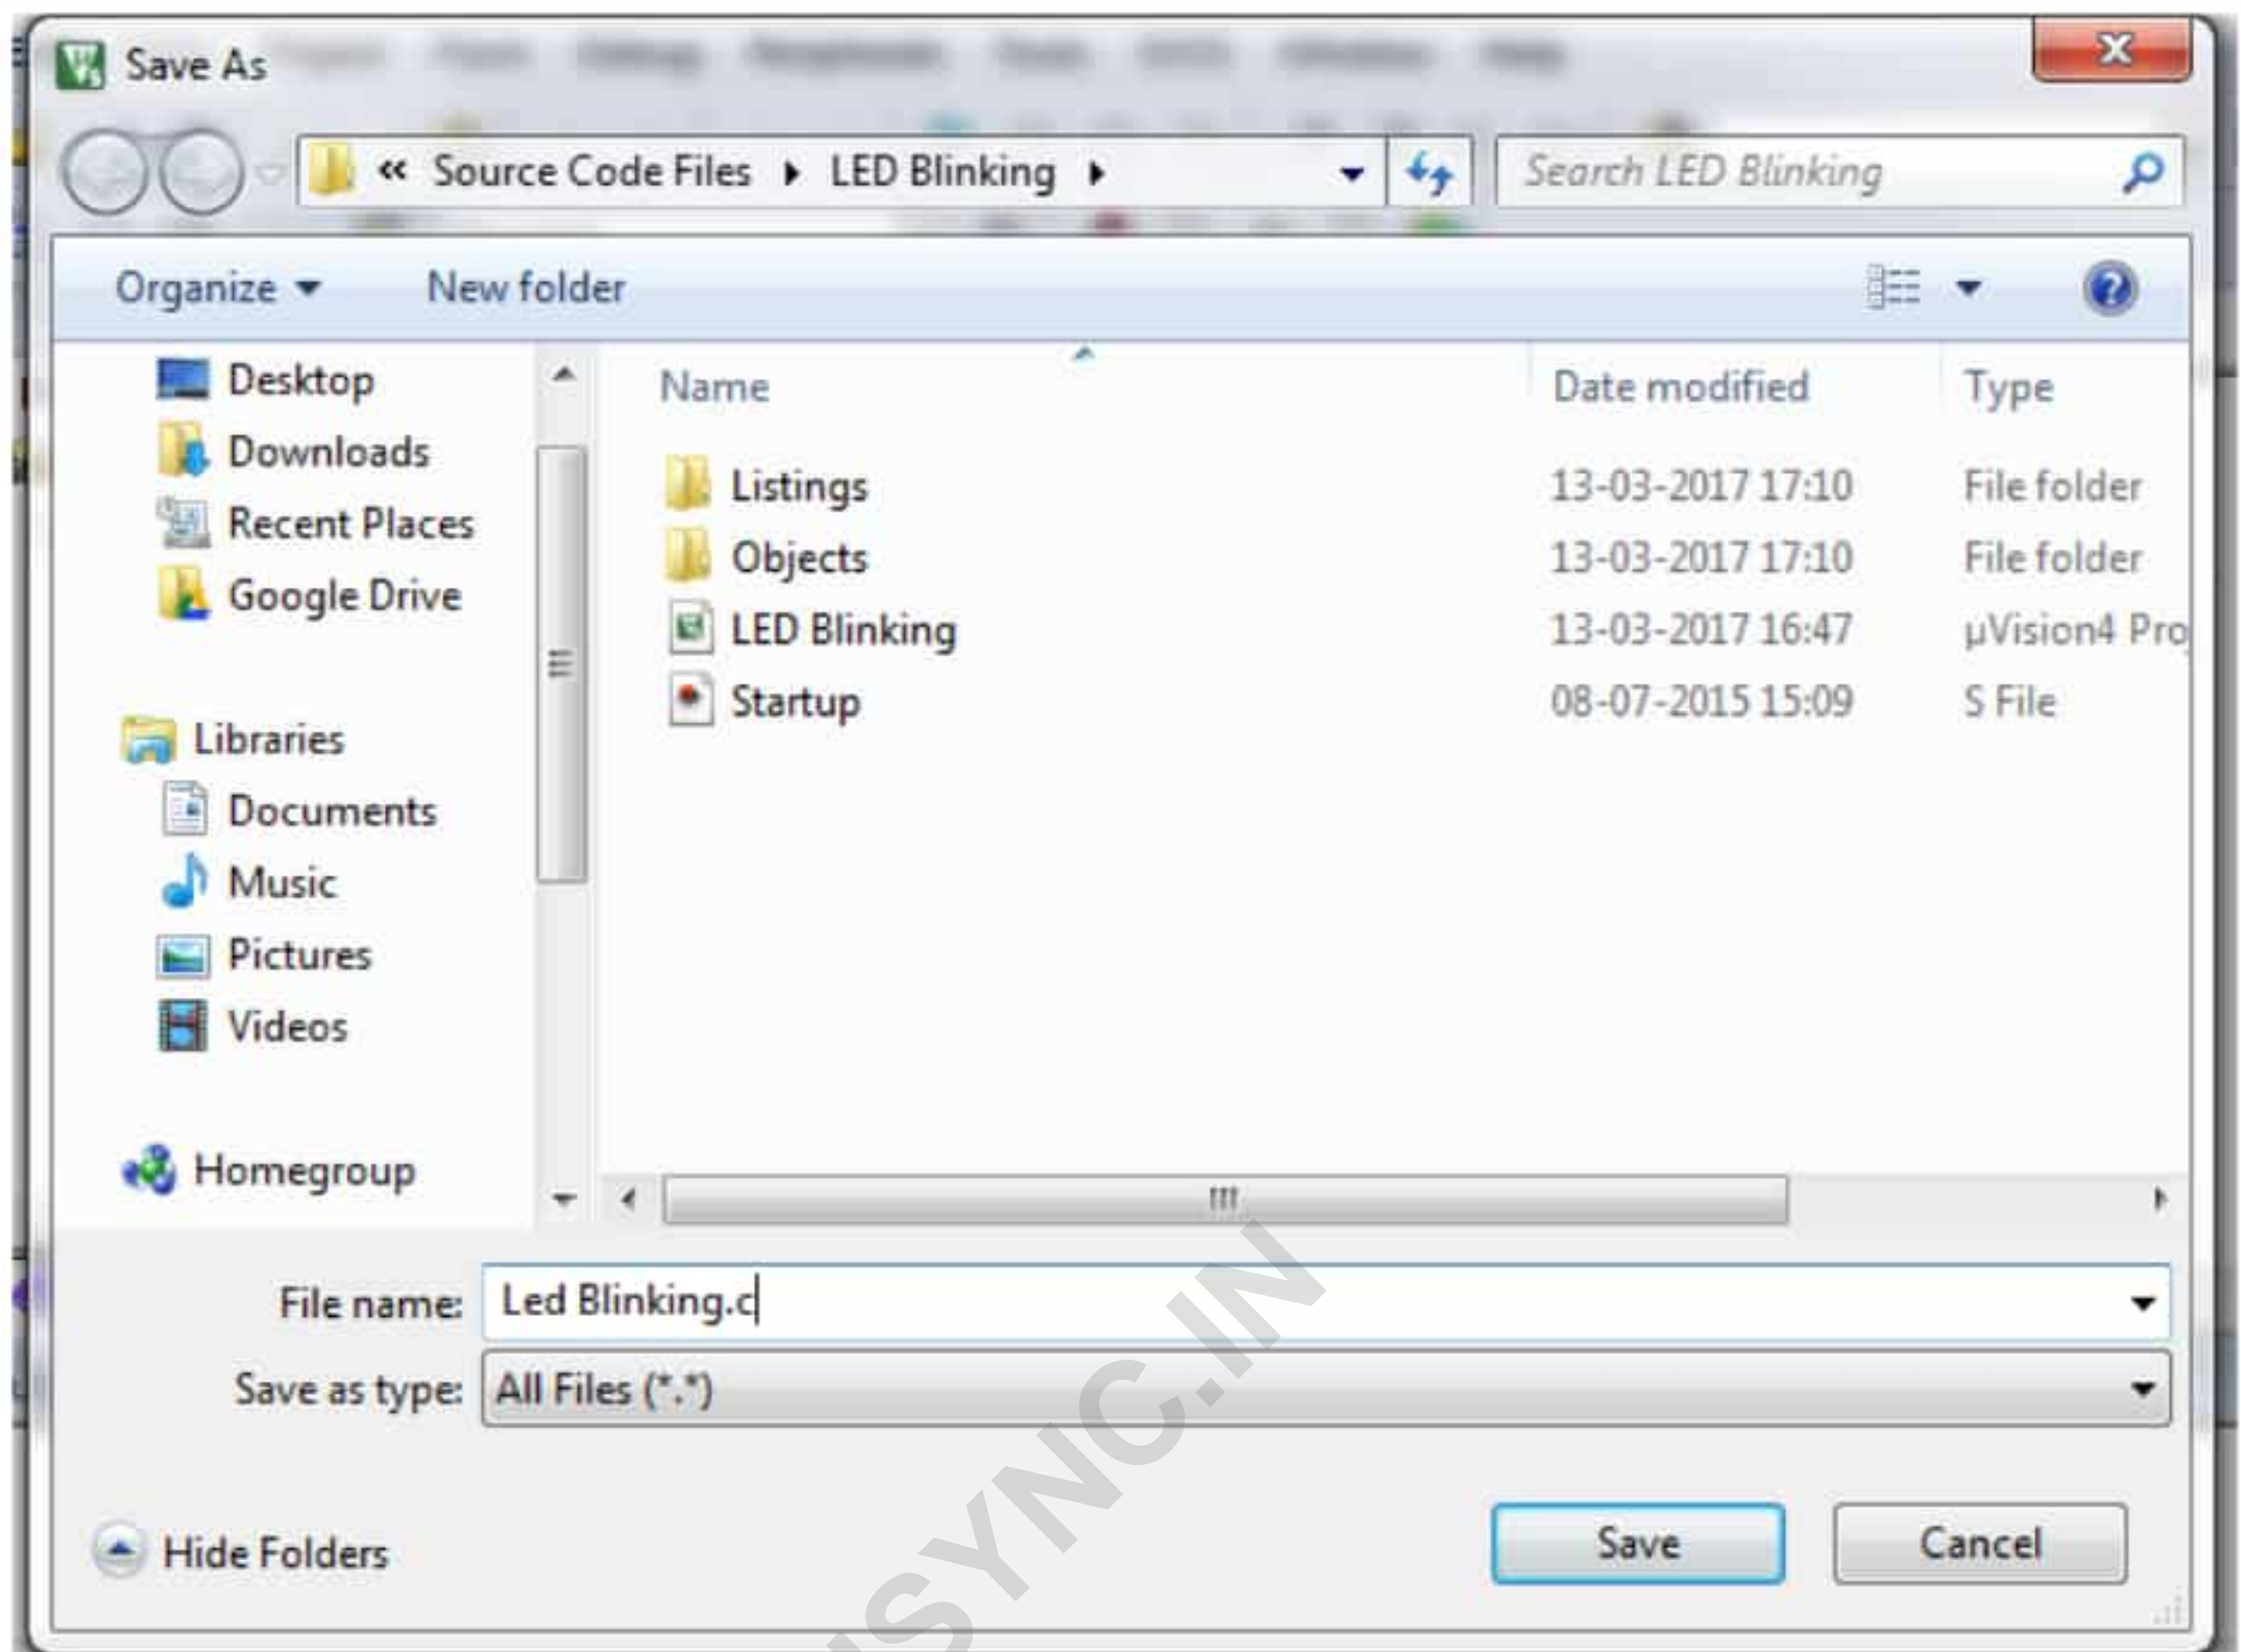 Save As
« Source Code Files ▸ LED Blinking ▸
Search LED Blinking
Organize ▾ New folder
Name Date modified Type
Desktop
Downloads
Recent Places
Google Drive
Libraries
Documents
Music
Pictures
Videos
Homegroup
Listings 13-03-2017 17:10 File folder
Objects 13-03-2017 17:10 File folder
LED Blinking 13-03-2017 16:47 µVision4 Pro
Startup 08-07-2015 15:09 S File
File name: Led Blinking.c
Save as type: All Files (*.*)
Hide Folders
Save Cancel
SYNC.IN